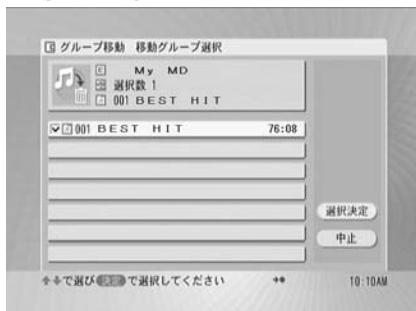 グループ移動 移動グループ選択
My MD
選択数 1
001 BEST HIT
001 BEST HIT 76:08
選択決定
中止
で選び 決定 で選択してください
10:10AM